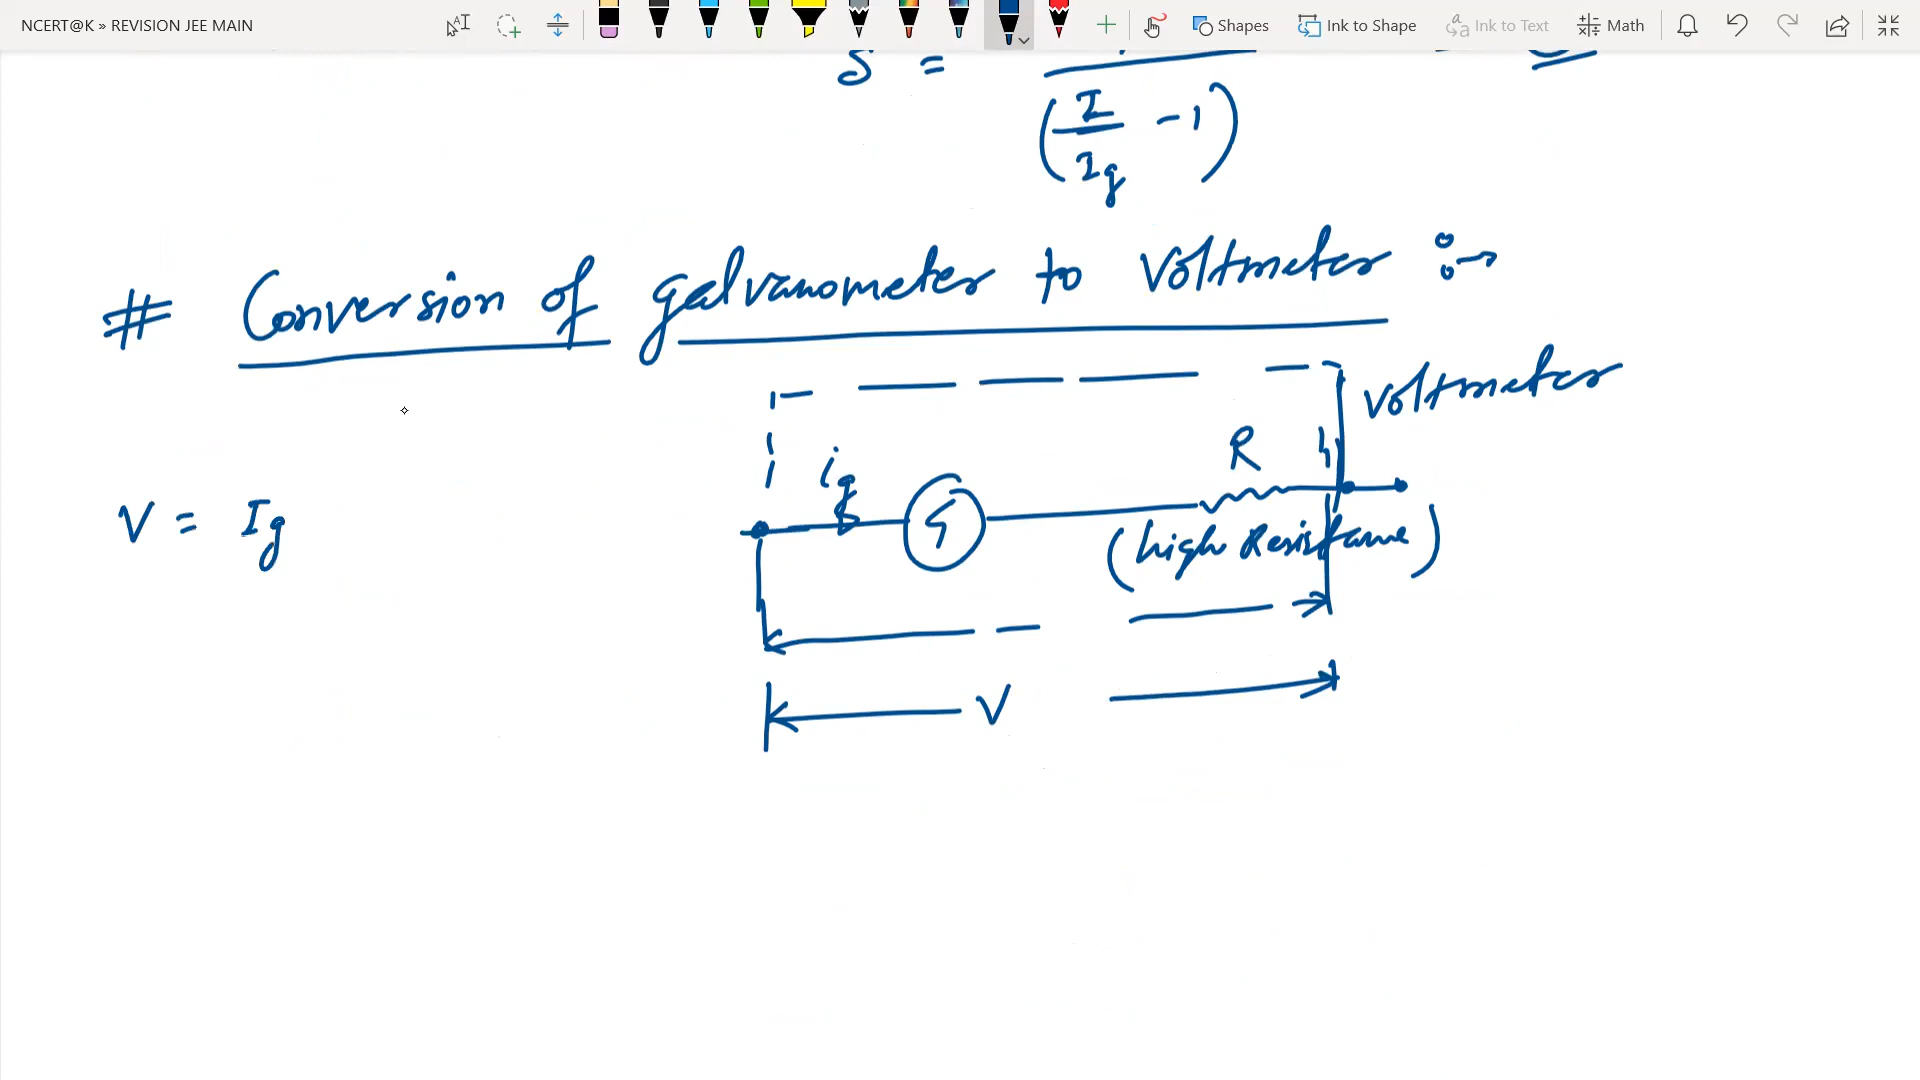 NCERT@K » REVISION JEE MAIN
Shapes
Ink to Shape
Ink to Text
Math
S =
(I/Ig - 1)
# Conversion of galvanometer to Voltmeter :→
voltmeter
ig
G
R
(high Resistance)
V = Ig
V